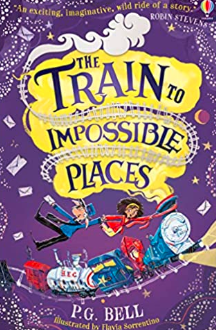 "An exciting, imaginative, wild ride of a story."
ROBIN STEVENS
THE
TRAIN TO
IMPOSSIBLE
PLACES
P.G. BELL
Illustrated by Flavia Sorrentino